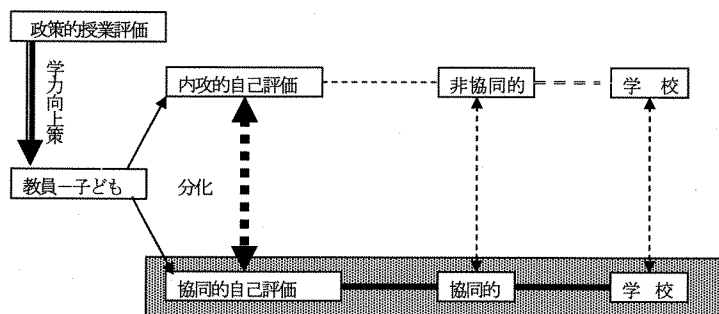 政策的授業評価
学力向上策
内攻的自己評価
非協同的
学 校
教員－子ども
分化
協同的自己評価
協同的
学 校